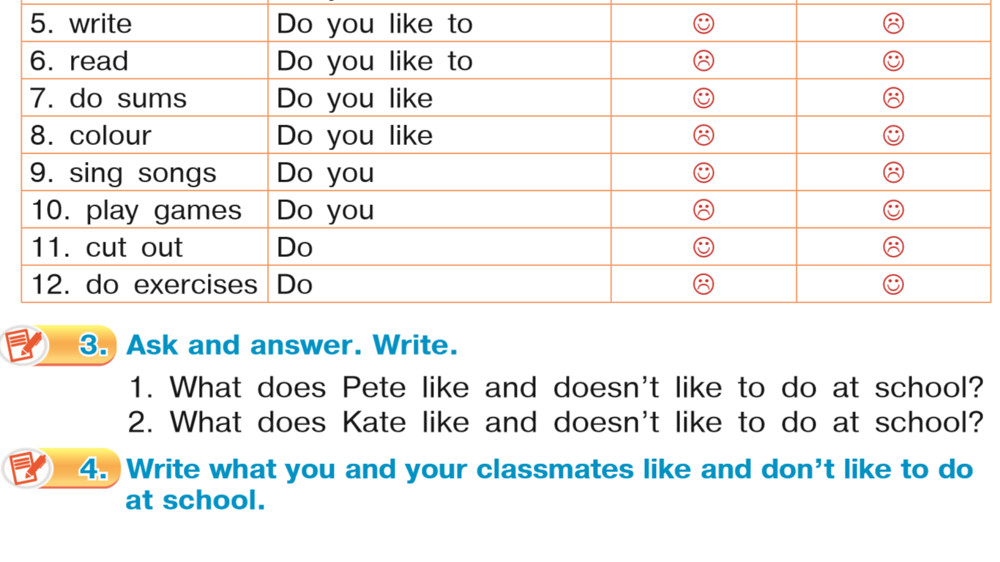 5. write Do you like to
6. read Do you like to
7. do sums Do you like
8. colour Do you like
9. sing songs Do you
10. play games Do you
11. cut out Do
12. do exercises Do
3. Ask and answer. Write.
1. What does Pete like and doesn’t like to do at school?
2. What does Kate like and doesn’t like to do at school?
4. Write what you and your classmates like and don’t like to do
at school.